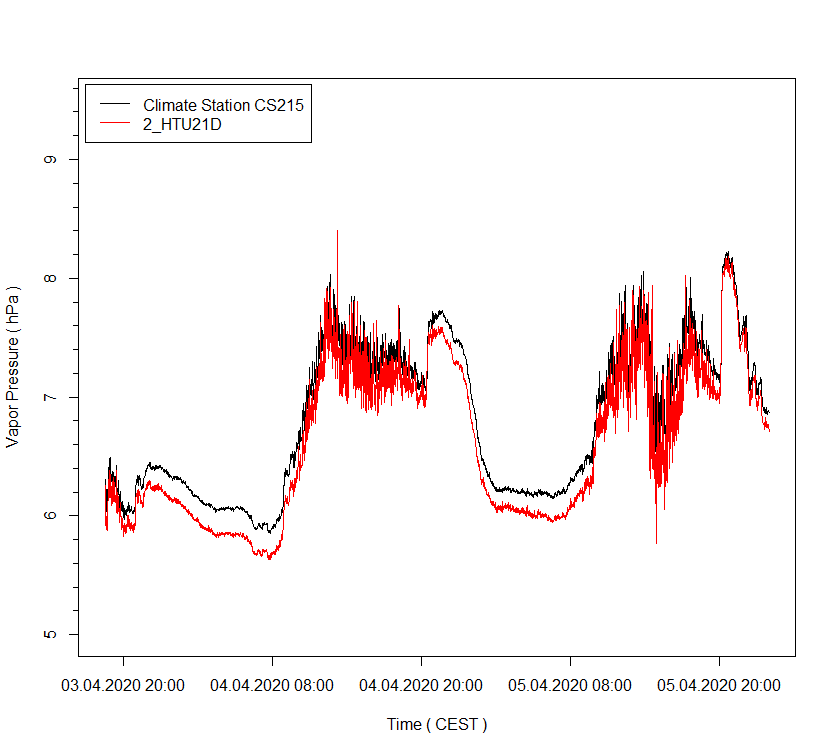 Climate Station CS215
2_HTU21D
Vapor Pressure ( hPa )
9
8
7
6
5
03.04.2020 20:00 04.04.2020 08:00 04.04.2020 20:00 05.04.2020 08:00 05.04.2020 20:00
Time ( CEST )